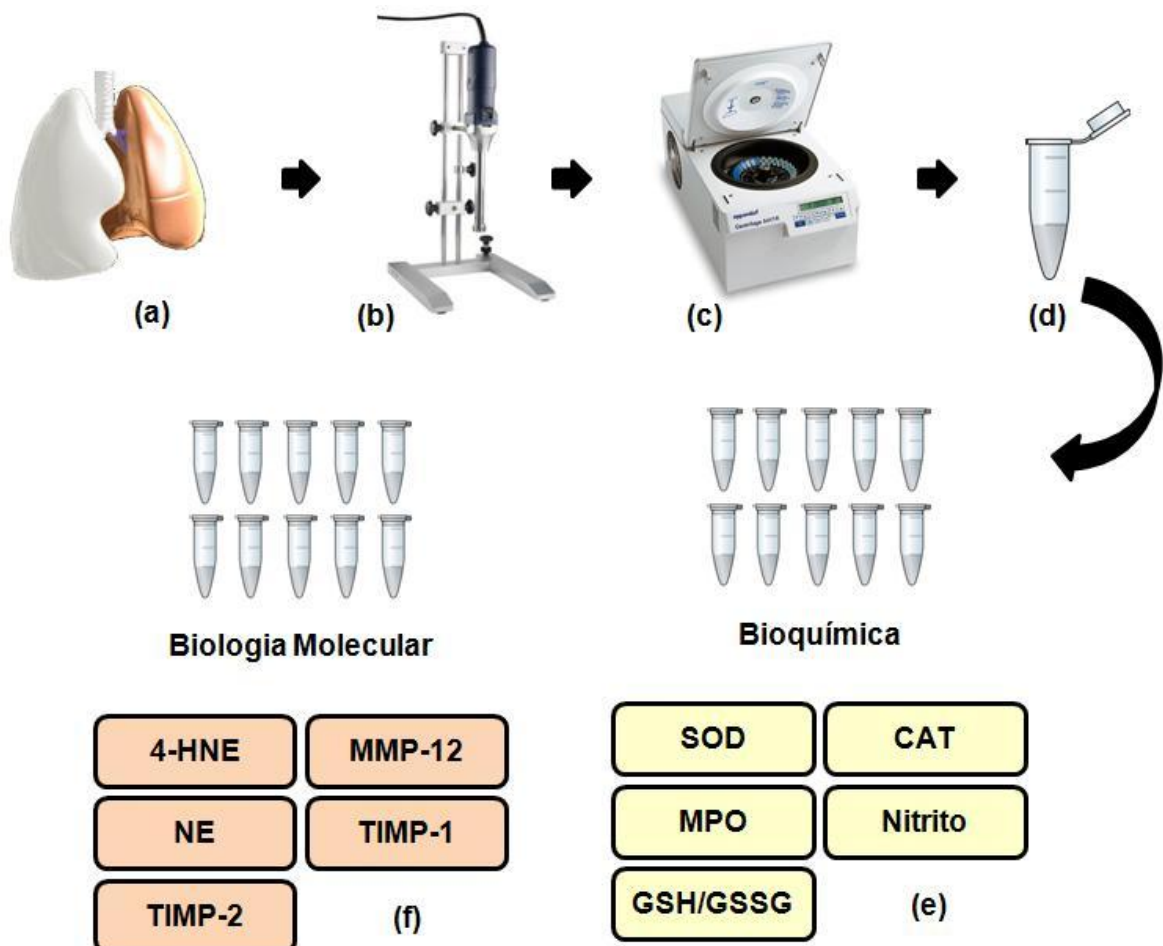 (a)
(b)
(c)
(d)
Biologia Molecular
Bioquímica
4-HNE
MMP-12
NE
TIMP-1
TIMP-2
(f)
SOD
CAT
MPO
Nitrito
GSH/GSSG
(e)